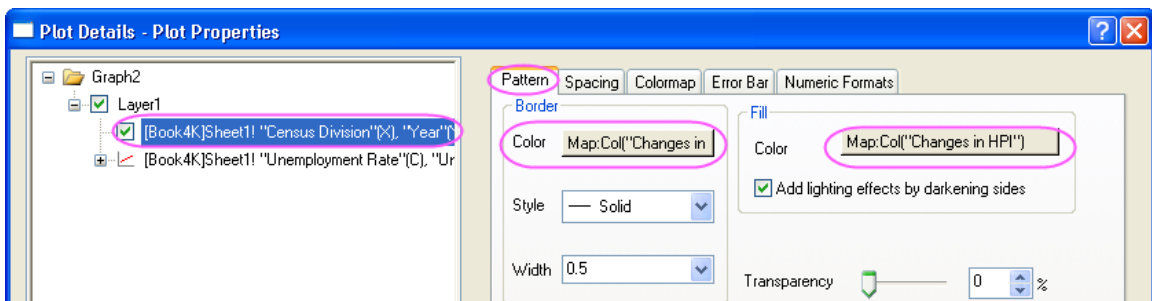 Plot Details - Plot Properties
Graph2
Layer1
[Book4K]Sheet1! "Census Division"(X), "Year"(Y
[Book4K]Sheet1! "Unemployment Rate"(C), "Ur
Pattern Spacing Colormap Error Bar Numeric Formats
Border
Color Map:Col("Changes in
Style Solid
Width 0.5
Fill
Color Map:Col("Changes in HPI")
Add lighting effects by darkening sides
Transparency 0 %